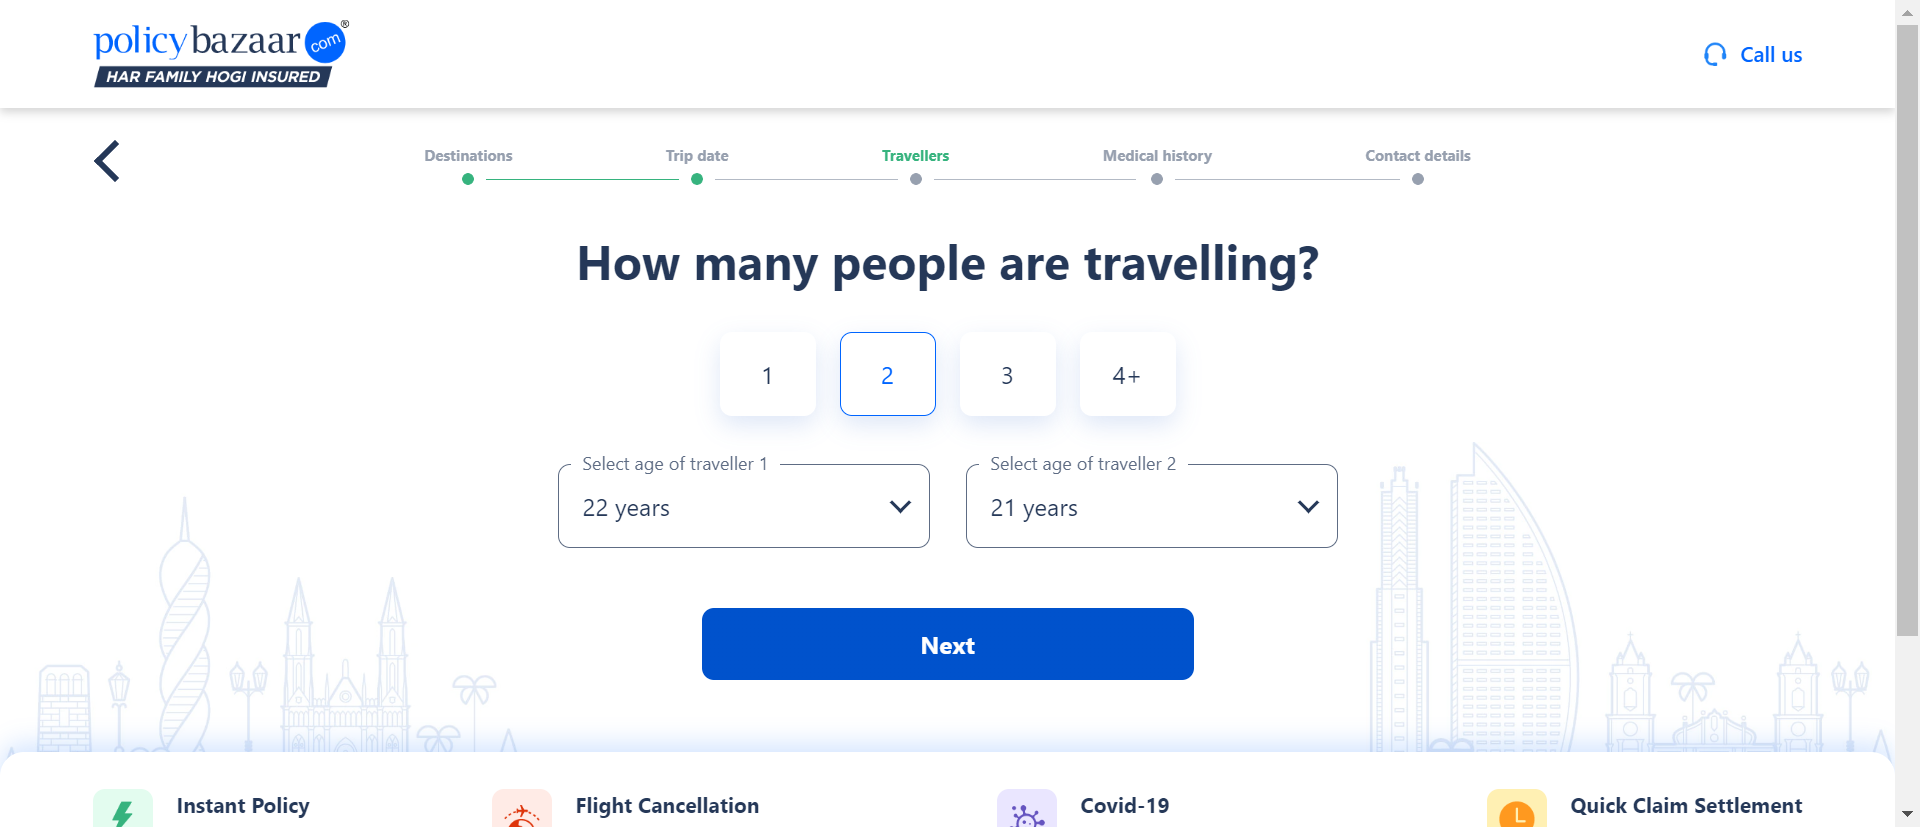 policybazaar com ®
HAR FAMILY HOGI INSURED
Call us
Destinations
Trip date
Travellers
Medical history
Contact details
How many people are travelling?
1
2
3
4+
Select age of traveller 1
22 years
Select age of traveller 2
21 years
Next
Instant Policy
Flight Cancellation
Covid-19
Quick Claim Settlement